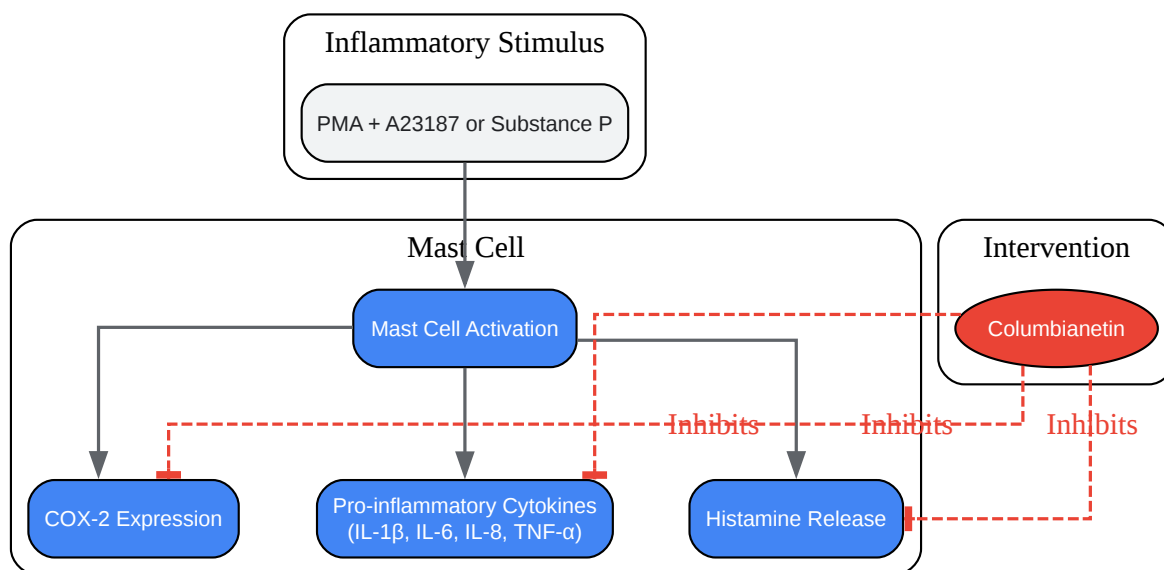 Inflammatory Stimulus
PMA + A23187 or Substance P
Mast Cell
Intervention
Mast Cell Activation
Columbianetin
Inhibits
Inhibits
Inhibits
COX-2 Expression
Pro-inflammatory Cytokines
(IL-1β, IL-6, IL-8, TNF-α)
Histamine Release